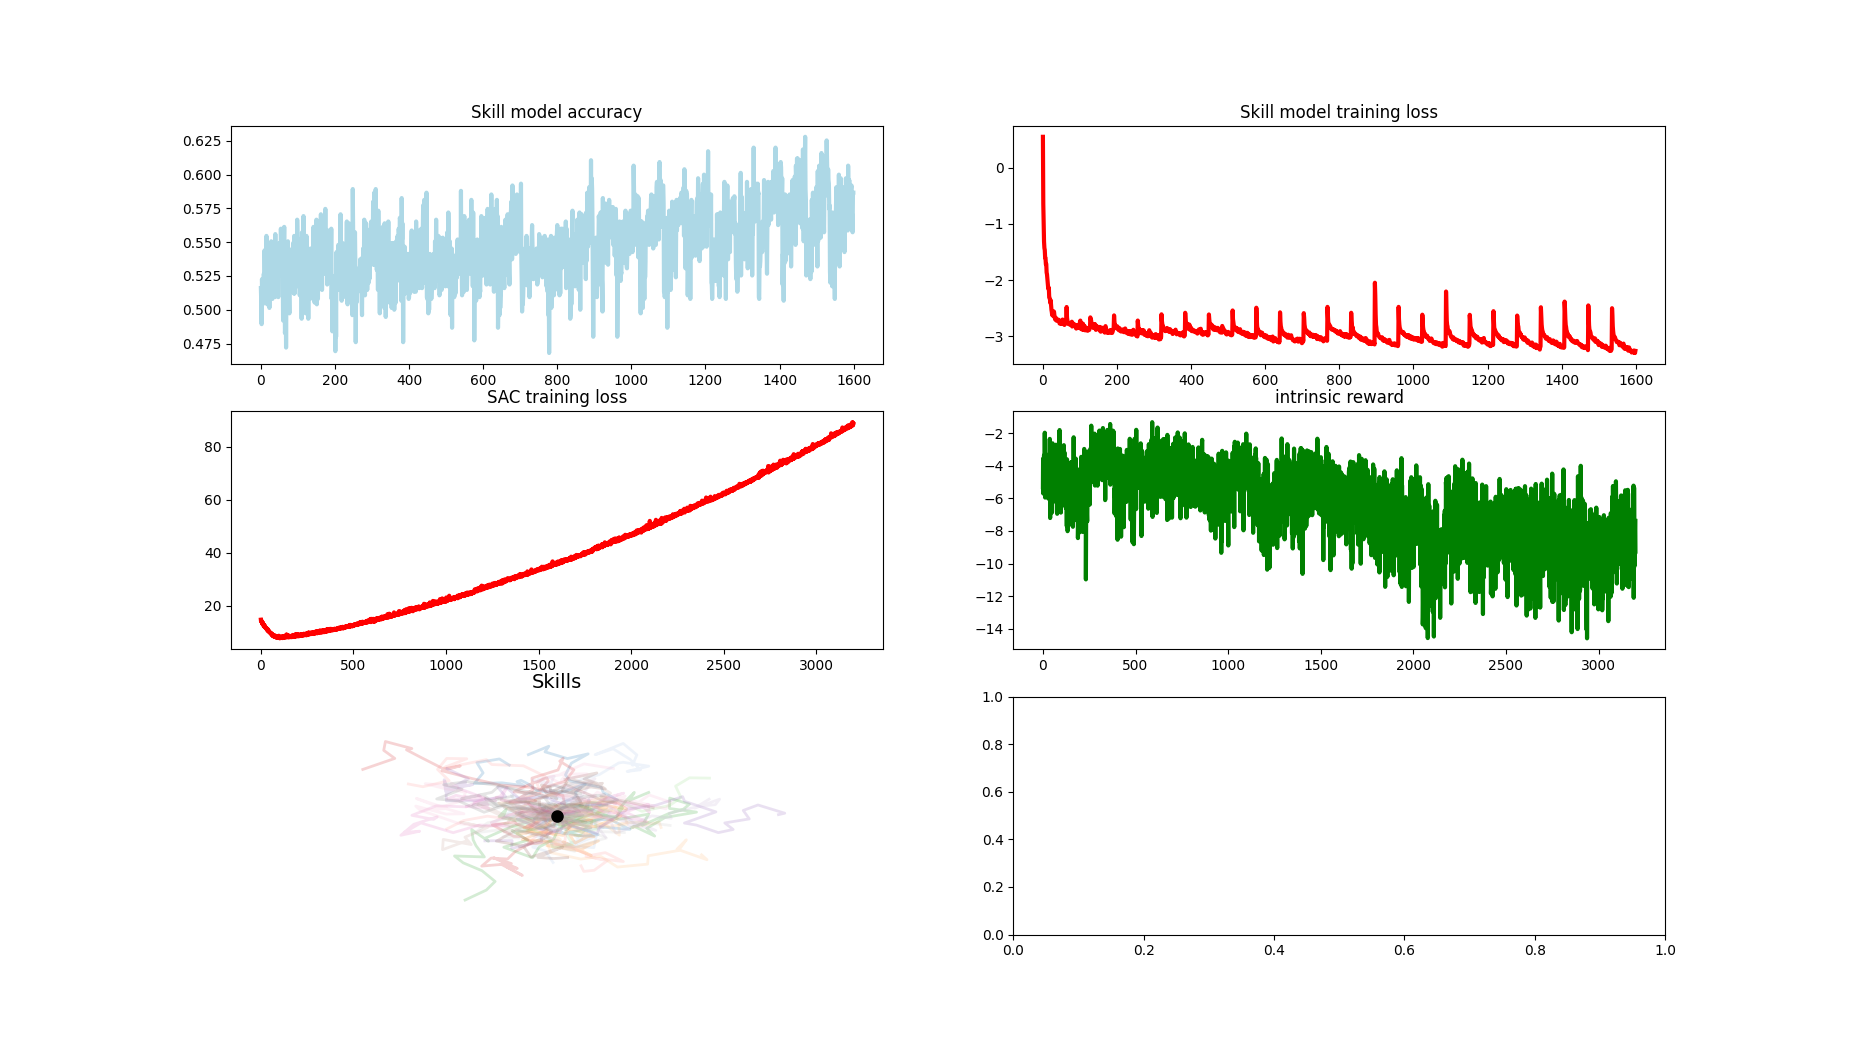 Skill model accuracy
0.625
0.600
0.575
0.550
0.525
0.500
0.475
0 200 400 600 800 1000 1200 1400 1600
Skill model training loss
0
−1
−2
−3
0 200 400 600 800 1000 1200 1400 1600
SAC training loss
80
60
40
20
0 500 1000 1500 2000 2500 3000
intrinsic reward
−2
−4
−6
−8
−10
−12
−14
0 500 1000 1500 2000 2500 3000
Skills
1.0
0.8
0.6
0.4
0.2
0.0
0.0 0.2 0.4 0.6 0.8 1.0